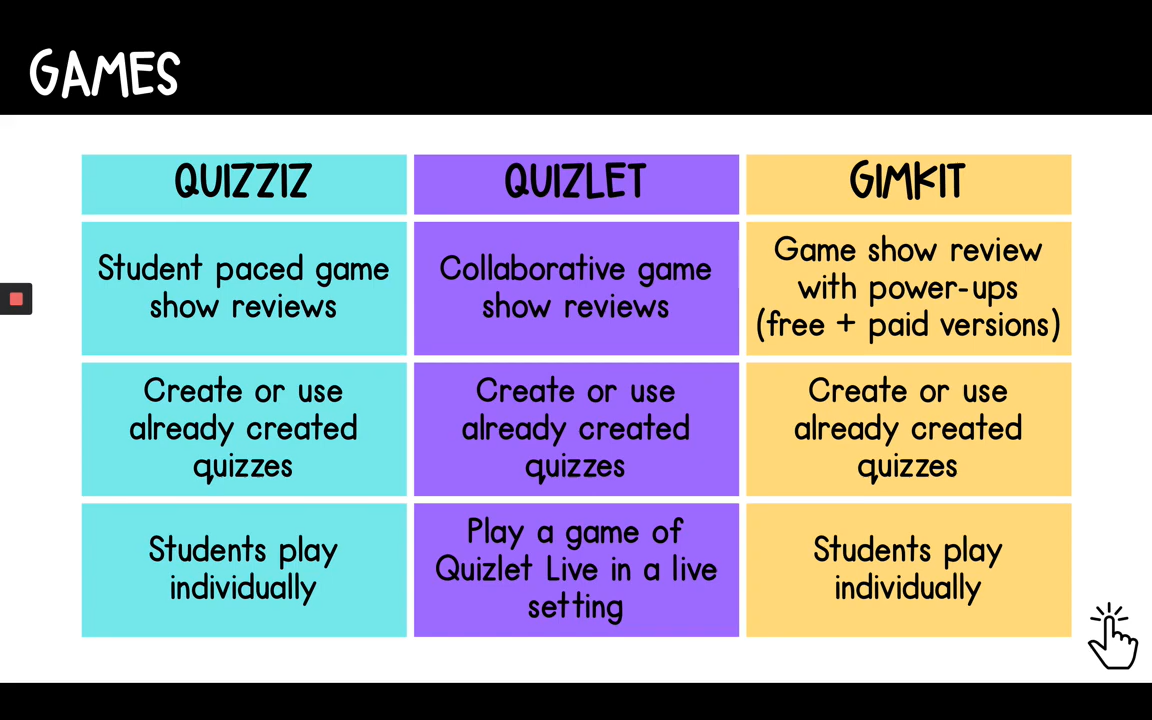 GAMES
QUIZZIZ
QUIZLET
GIMKIT
Student paced game
show reviews
Collaborative game
show reviews
Game show review
with power-ups
(free + paid versions)
Create or use
already created
quizzes
Create or use
already created
quizzes
Create or use
already created
quizzes
Students play
individually
Play a game of
Quizlet Live in a live
setting
Students play
individually